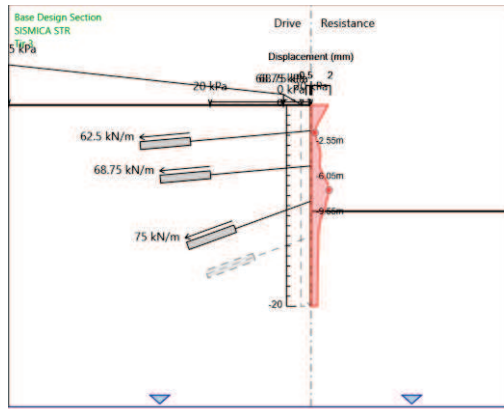 Base Design Section
SISMICA STR
Drive
Resistance
Displacement (mm)
5 kPa
20 kPa
0 kPa
2
62.5 kN/m
-2.55m
68.75 kN/m
-6.05m
-9.55m
75 kN/m
-20